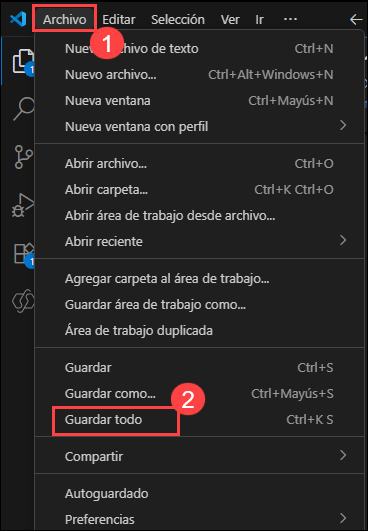 Archivo Editar Selección Ver Ir ···
1
Nuevo archivo de texto Ctrl+N
Nuevo archivo... Ctrl+Alt+Windows+N
Nueva ventana Ctrl+Mayús+N
Nueva ventana con perfil
Abrir archivo... Ctrl+O
Abrir carpeta... Ctrl+K Ctrl+O
Abrir área de trabajo desde archivo...
Abrir reciente
1
Agregar carpeta al área de trabajo...
Guardar área de trabajo como...
Área de trabajo duplicada
Guardar Ctrl+S
Guardar como... 2 Ctrl+Mayús+S
Guardar todo Ctrl+K S
Compartir
Autoguardado
Preferencias